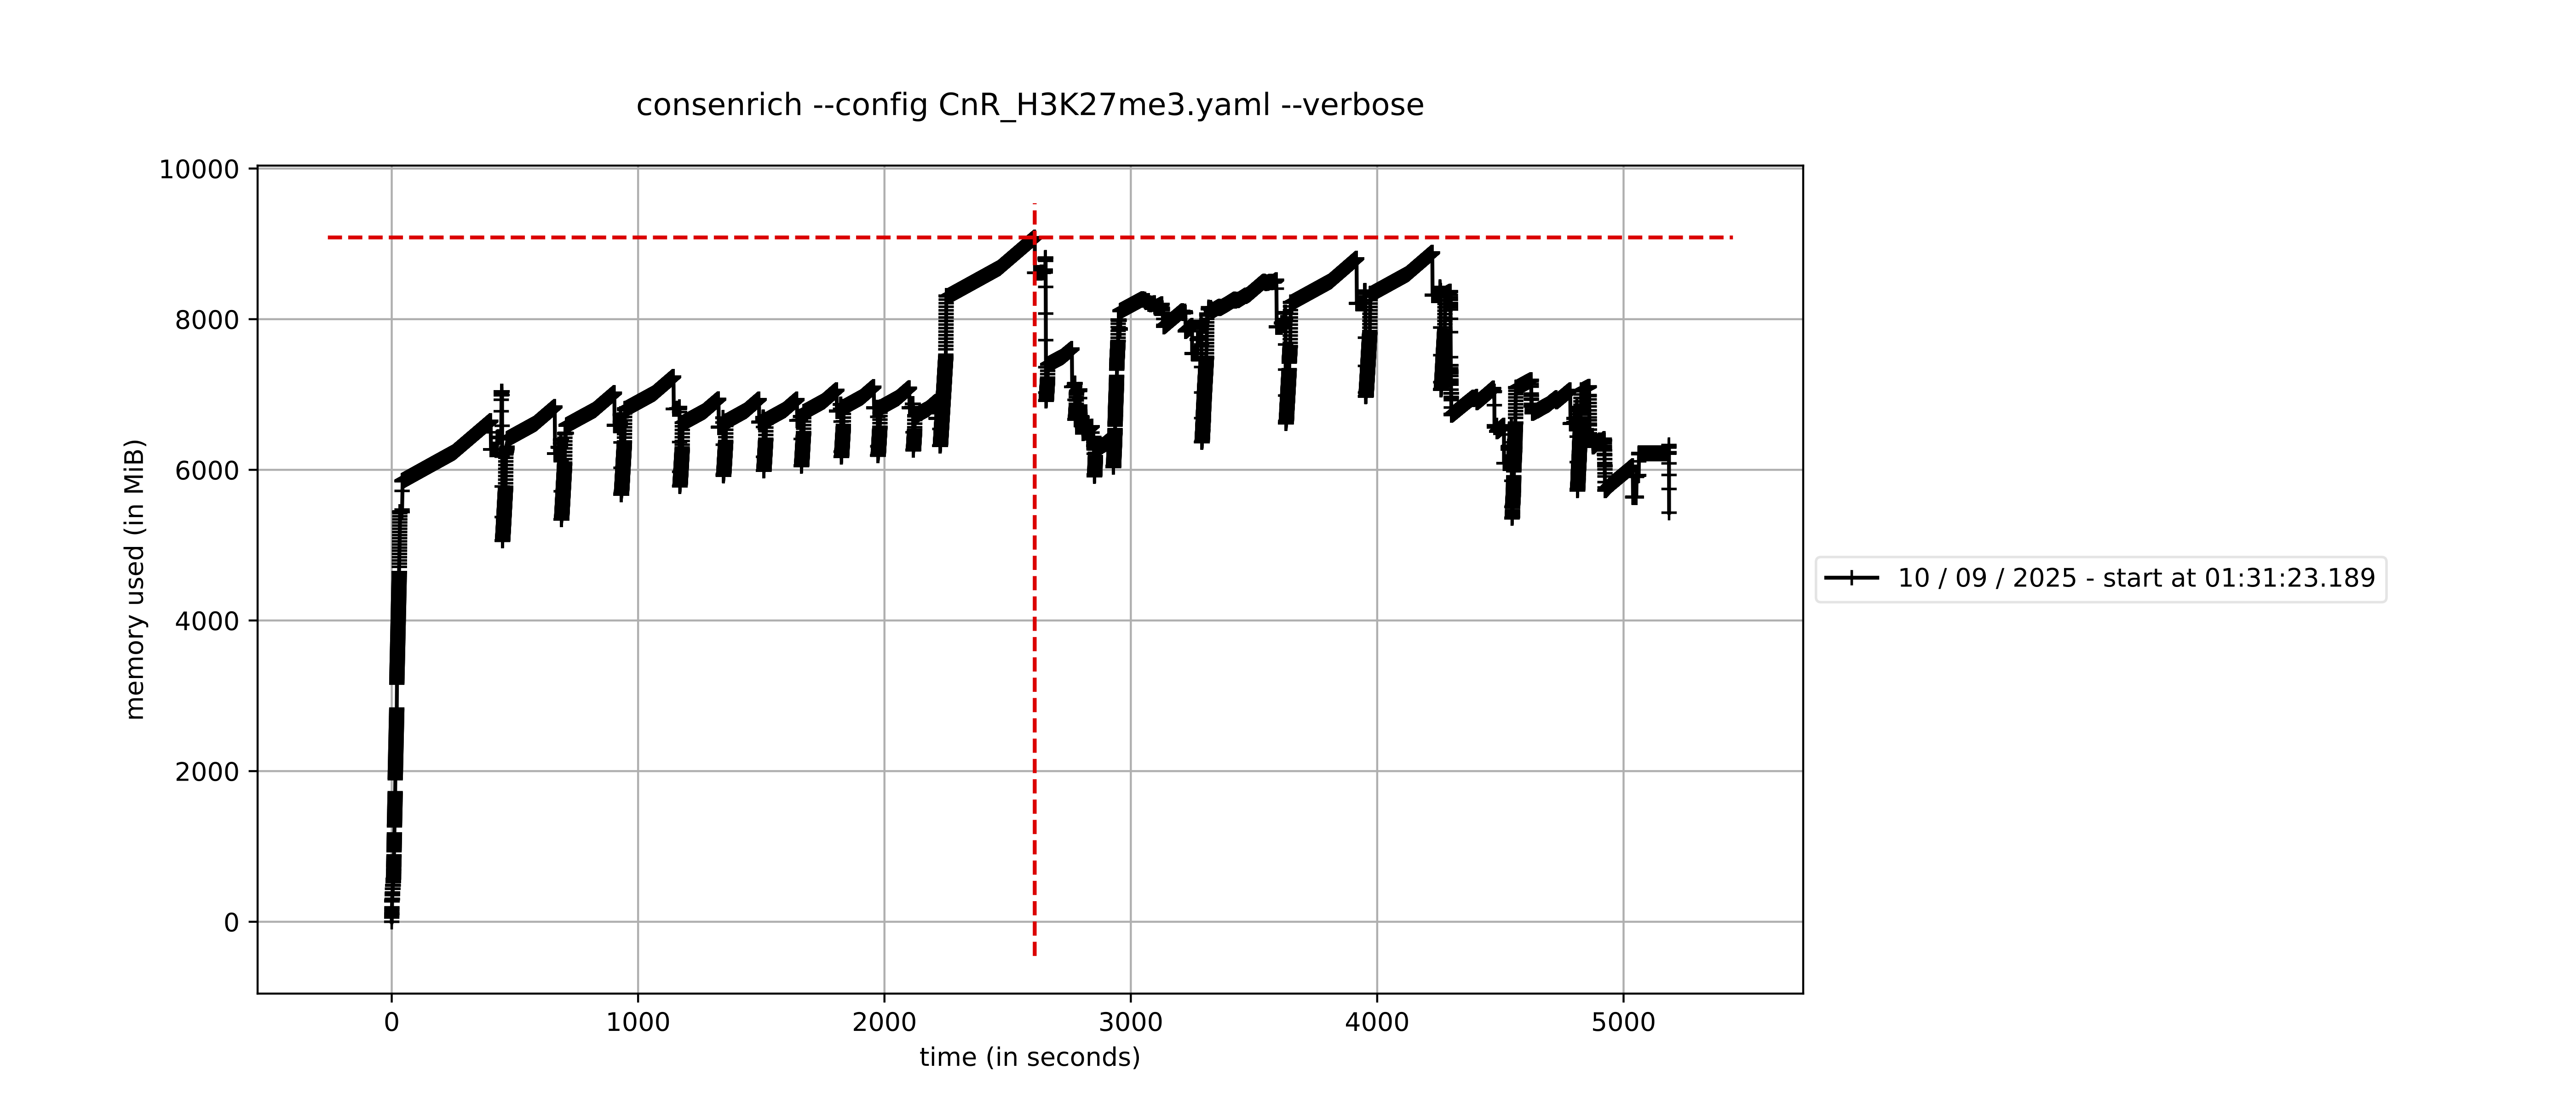 consenrich --config CnR_H3K27me3.yaml --verbose
10000
8000
6000
4000
2000
0
memory used (in MiB)
0 1000 2000 3000 4000 5000
time (in seconds)
10 / 09 / 2025 - start at 01:31:23.189